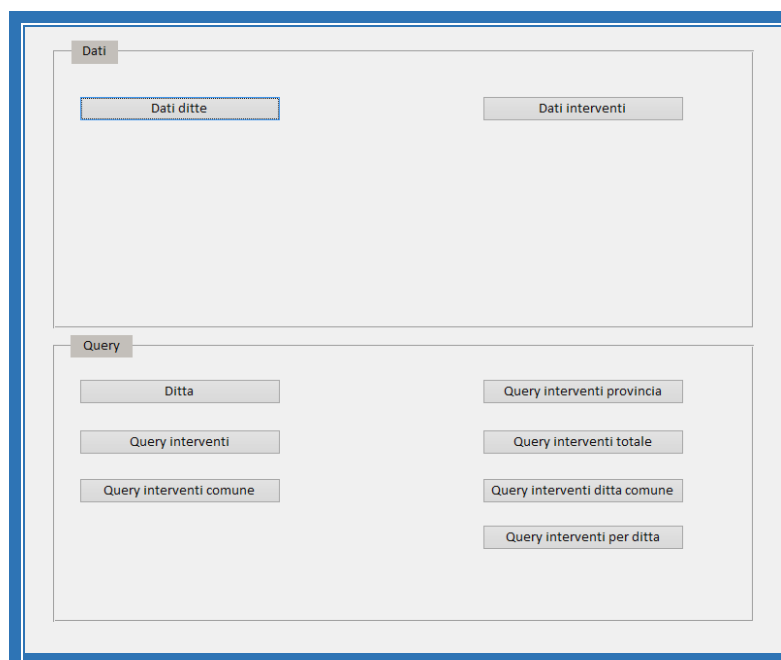 Dati
Dati ditte
Dati interventi
Query
Ditta
Query interventi provincia
Query interventi
Query interventi totale
Query interventi comune
Query interventi ditta comune
Query interventi per ditta